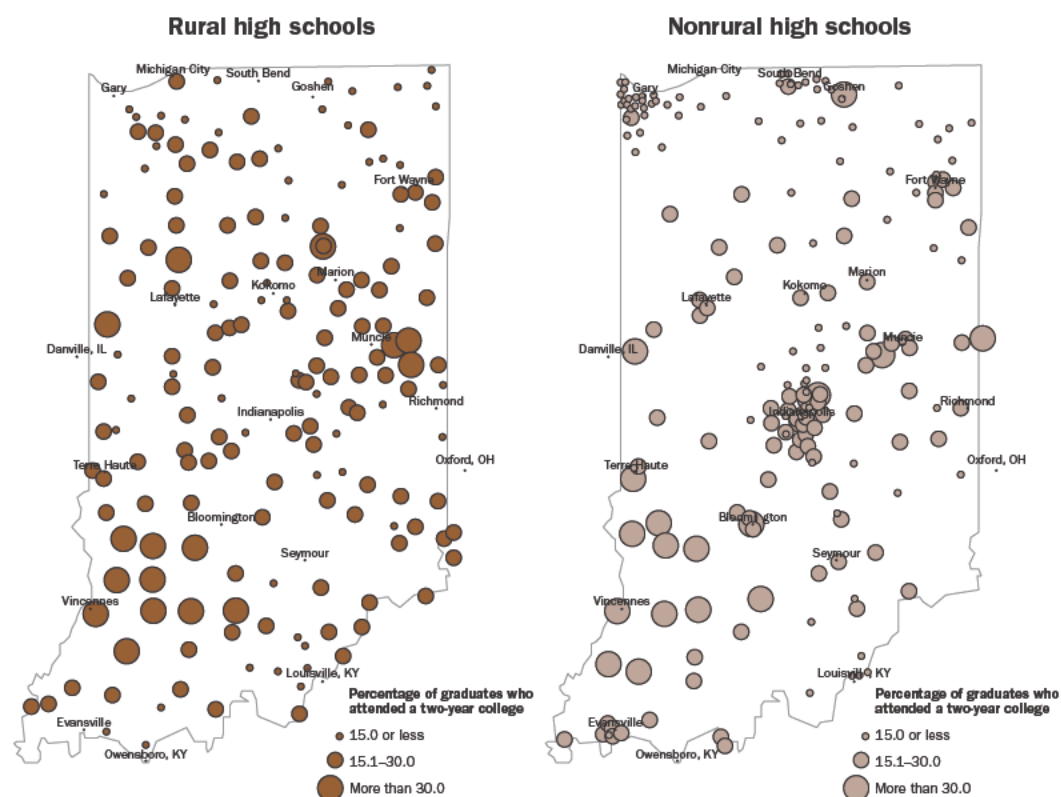 Rural high schools
Michigan City
South Bend
Gary
Goshen
Fort Wayne
Marion
Kokomo
Lafayette
Muncie
Danville, IL
Richmond
Indianapolis
Terre Haute
Oxford, OH
Bloomington
Seymour
Vincennes
Louisville, KY
Evansville
Owensboro, KY
Percentage of graduates who
attended a two-year college
15.0 or less
15.1–30.0
More than 30.0
Nonrural high schools
Michigan City
South Bend
Gary
Goshen
Fort Wayne
Marion
Kokomo
Lafayette
Muncie
Danville, IL
Richmond
Indianapolis
Terre Haute
Oxford, OH
Bloomington
Seymour
Vincennes
Louisville, KY
Evansville
Owensboro, KY
Percentage of graduates who
attended a two-year college
15.0 or less
15.1–30.0
More than 30.0